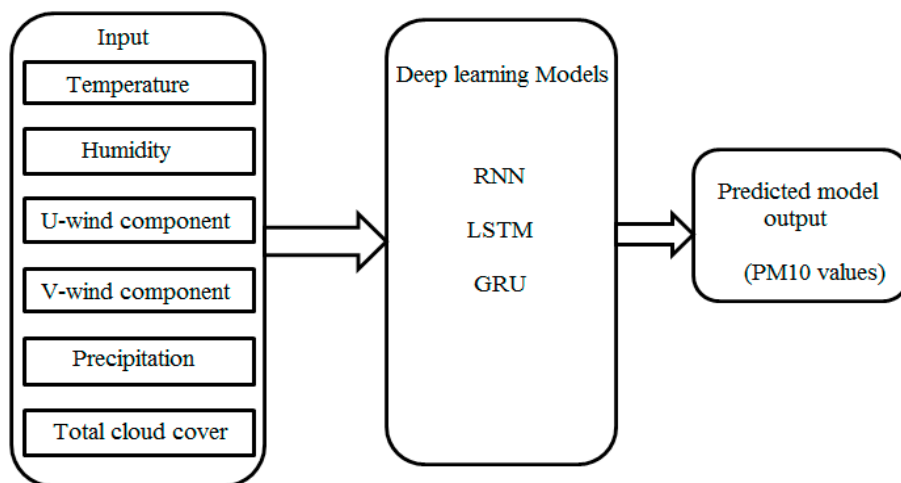 Input
Temperature
Humidity
U-wind component
V-wind component
Precipitation
Total cloud cover
Deep learning Models
RNN
LSTM
GRU
Predicted model
output
(PM10 values)